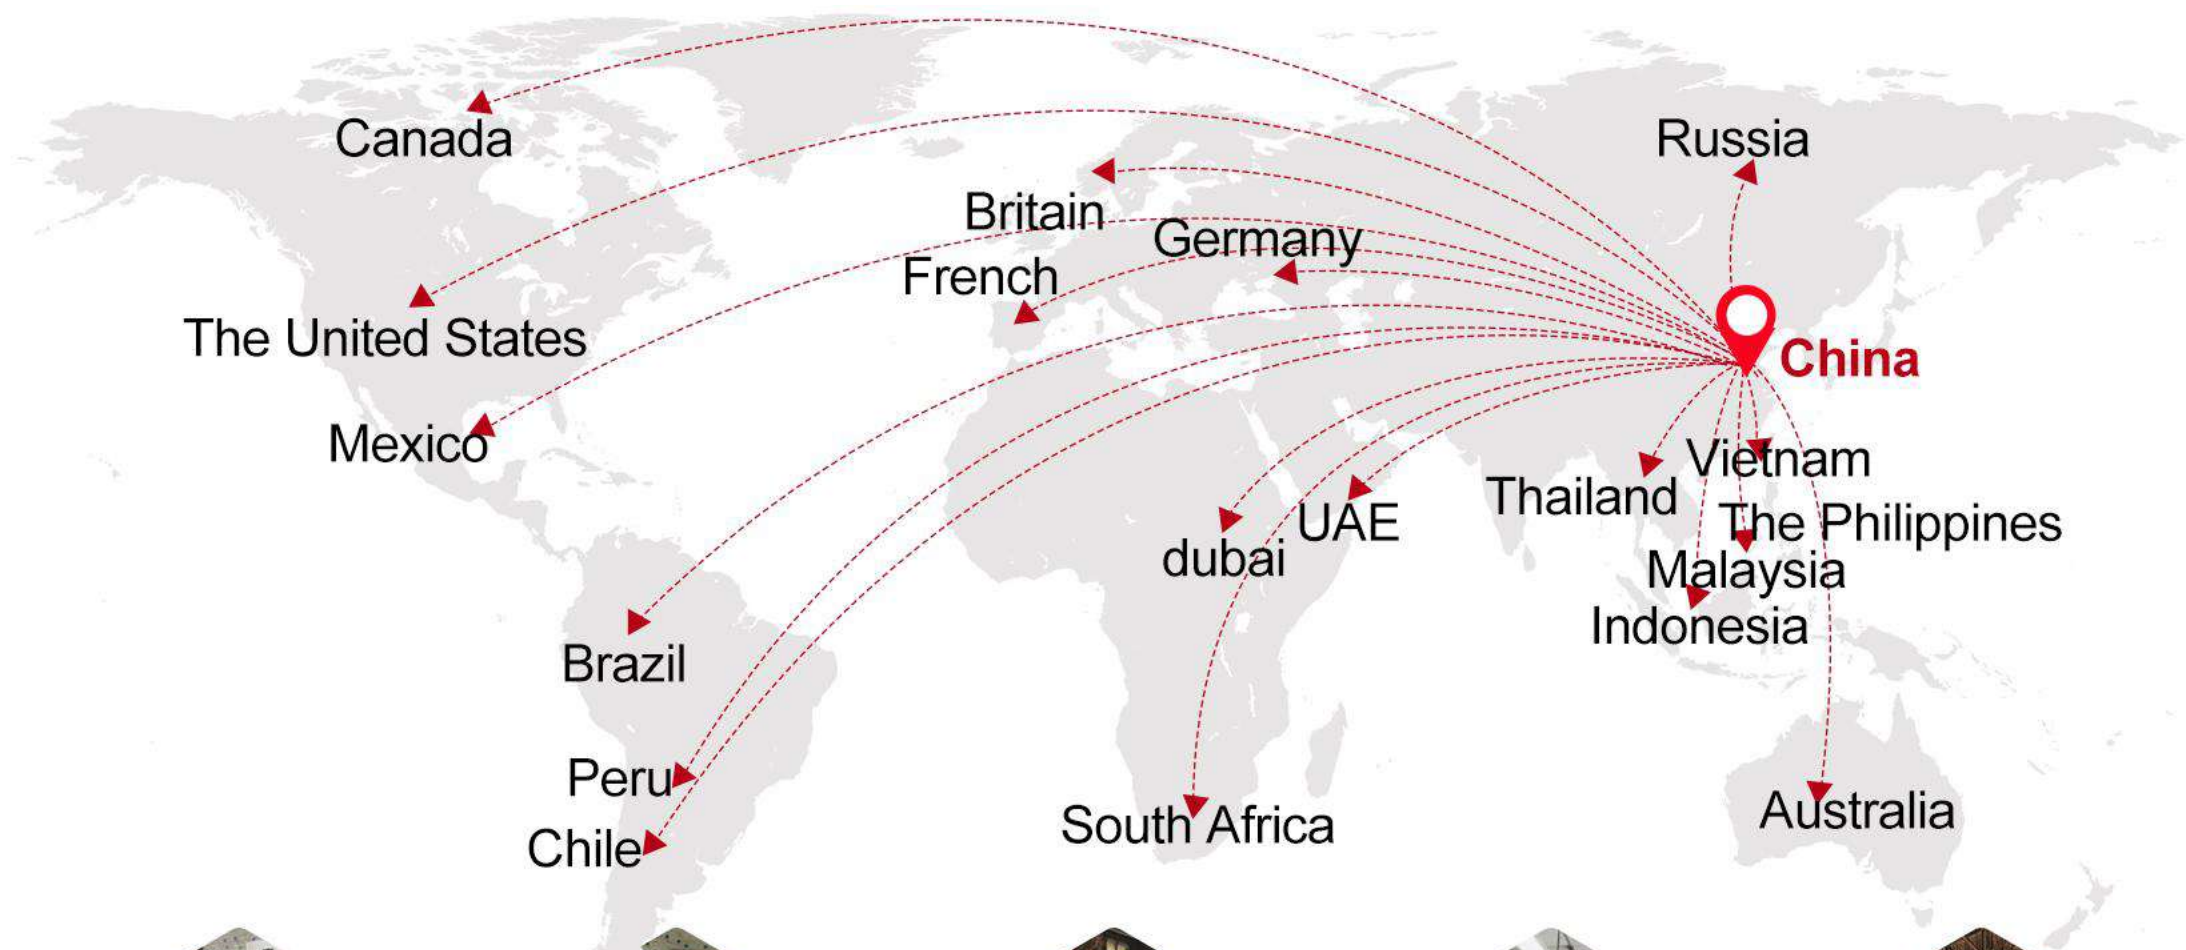 Canada
Russia
Britain
Germany
French
The United States
China
Mexico
Vietnam
Thailand
UAE
The Philippines
dubai
Malaysia
Indonesia
Brazil
Peru
Australia
South Africa
Chile